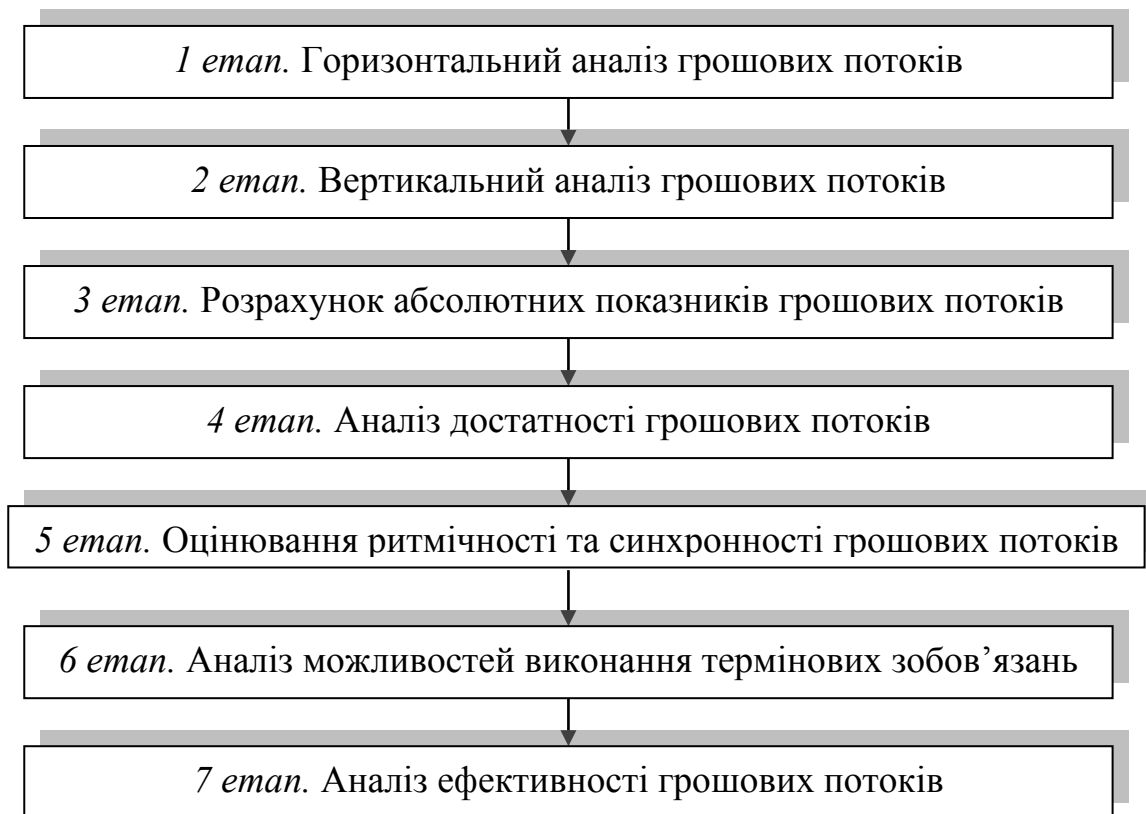 1 етап. Горизонтальний аналіз грошових потоків
2 етап. Вертикальний аналіз грошових потоків
3 етап. Розрахунок абсолютних показників грошових потоків
4 етап. Аналіз достатності грошових потоків
5 етап. Оцінювання ритмічності та синхронності грошових потоків
6 етап. Аналіз можливостей виконання термінових зобов’язань
7 етап. Аналіз ефективності грошових потоків